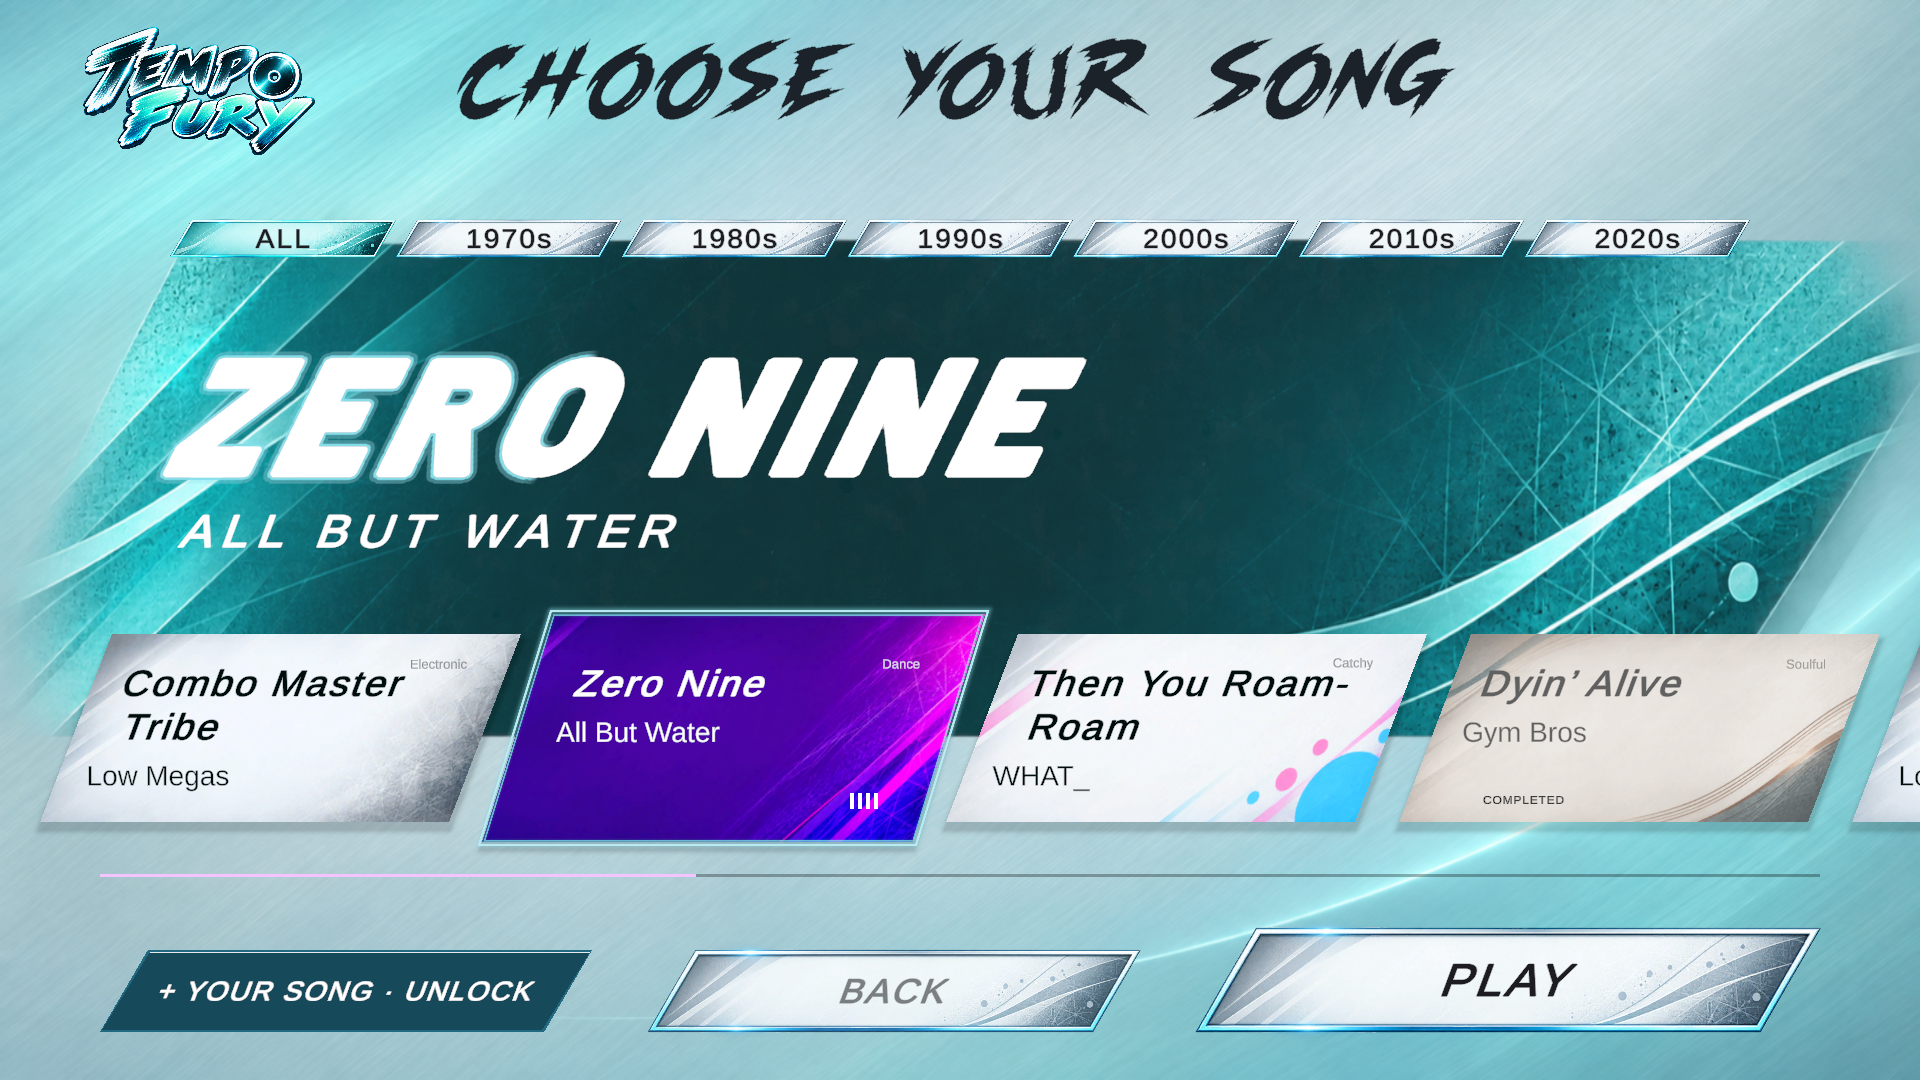 TEMPO
FURY
CHOOSE YOUR SONG
ALL
1970s
1980s
1990s
2000s
2010s
2020s
ZERO NINE
ALL BUT WATER
Combo Master
Tribe
Electronic
Low Megas
Zero Nine
Dance
All But Water
Then You Roam-
Roam
Catchy
WHAT_
Dyin’ Alive
Soulful
Gym Bros
COMPLETED
Lo
+ YOUR SONG · UNLOCK
BACK
PLAY